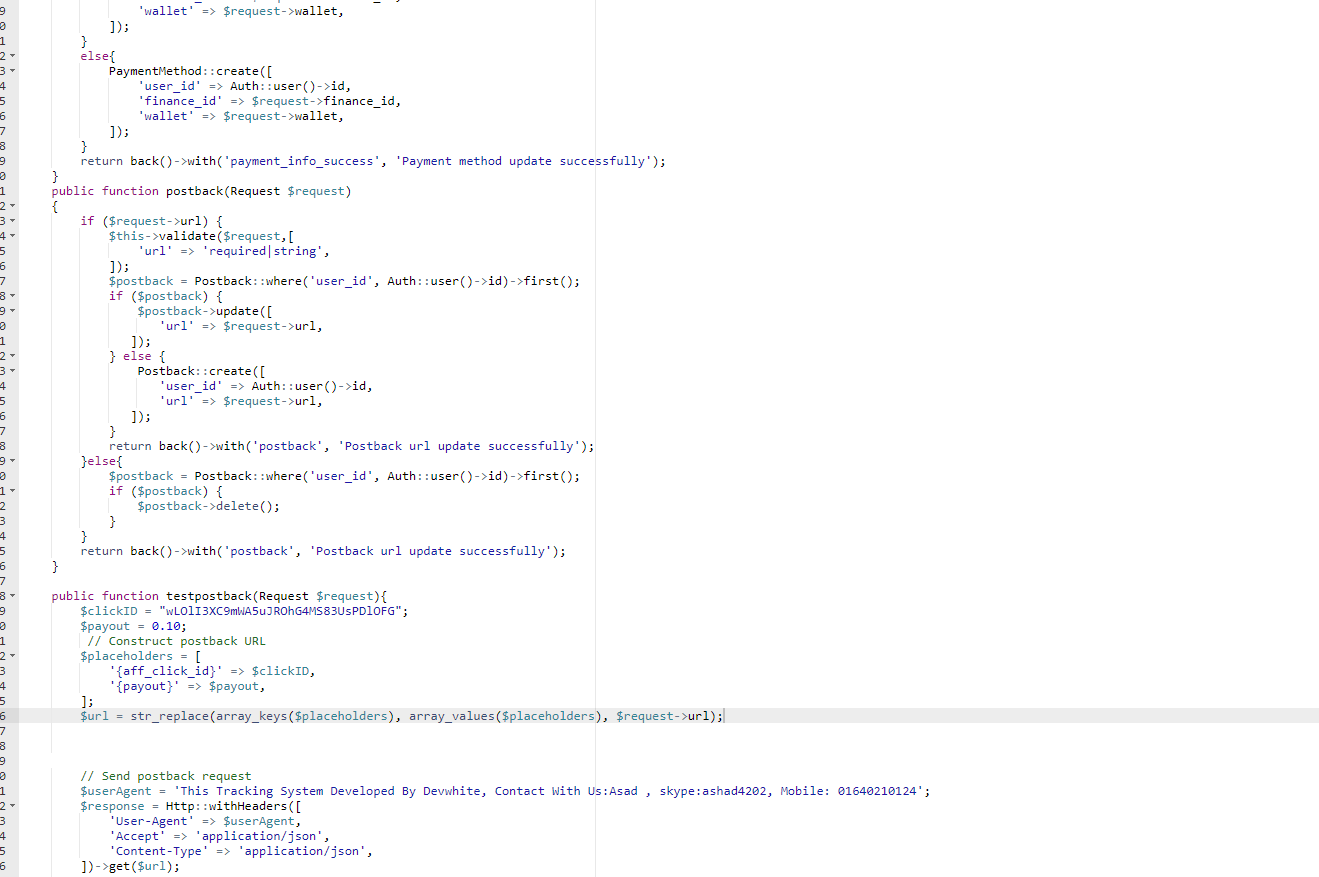 9 'wallet' => $request->wallet,
0 ]);
1 }
2 else{
3 PaymentMethod::create([
4 'user_id' => Auth::user()->id,
5 'finance_id' => $request->finance_id,
6 'wallet' => $request->wallet,
7 ]);
8 }
9 return back()->with('payment_info_success', 'Payment method update successfully');
0 }
1 public function postback(Request $request)
2 {
3 if ($request->url) {
4 $this->validate($request,[
5 'url' => 'required|string',
6 ]);
7 $postback = Postback::where('user_id', Auth::user()->id)->first();
8 if ($postback) {
9 $postback->update([
0 'url' => $request->url,
1 ]);
2 } else {
3 Postback::create([
4 'user_id' => Auth::user()->id,
5 'url' => $request->url,
6 ]);
7 }
8 return back()->with('postback', 'Postback url update successfully');
9 }else{
0 $postback = Postback::where('user_id', Auth::user()->id)->first();
1 if ($postback) {
2 $postback->delete();
3 }
4 }
5 return back()->with('postback', 'Postback url update successfully');
6 }
7
8 public function testpostback(Request $request){
9 $clickID = "wLOlI3XC9mWA5uJROhG4MS83UsPDlOFG";
0 $payout = 0.10;
1 // Construct postback URL
2 $placeholders = [
3 '{aff_click_id}' => $clickID,
4 '{payout}' => $payout,
5 ];
6 $url = str_replace(array_keys($placeholders), array_values($placeholders), $request->url);
7
8
9
0 // Send postback request
1 $userAgent = 'This Tracking System Developed By Devwhite, Contact With Us:Asad , skype:ashad4202, Mobile: 01640210124';
2 $response = Http::withHeaders([
3 'User-Agent' => $userAgent,
4 'Accept' => 'application/json',
5 'Content-Type' => 'application/json',
6 ])->get($url);